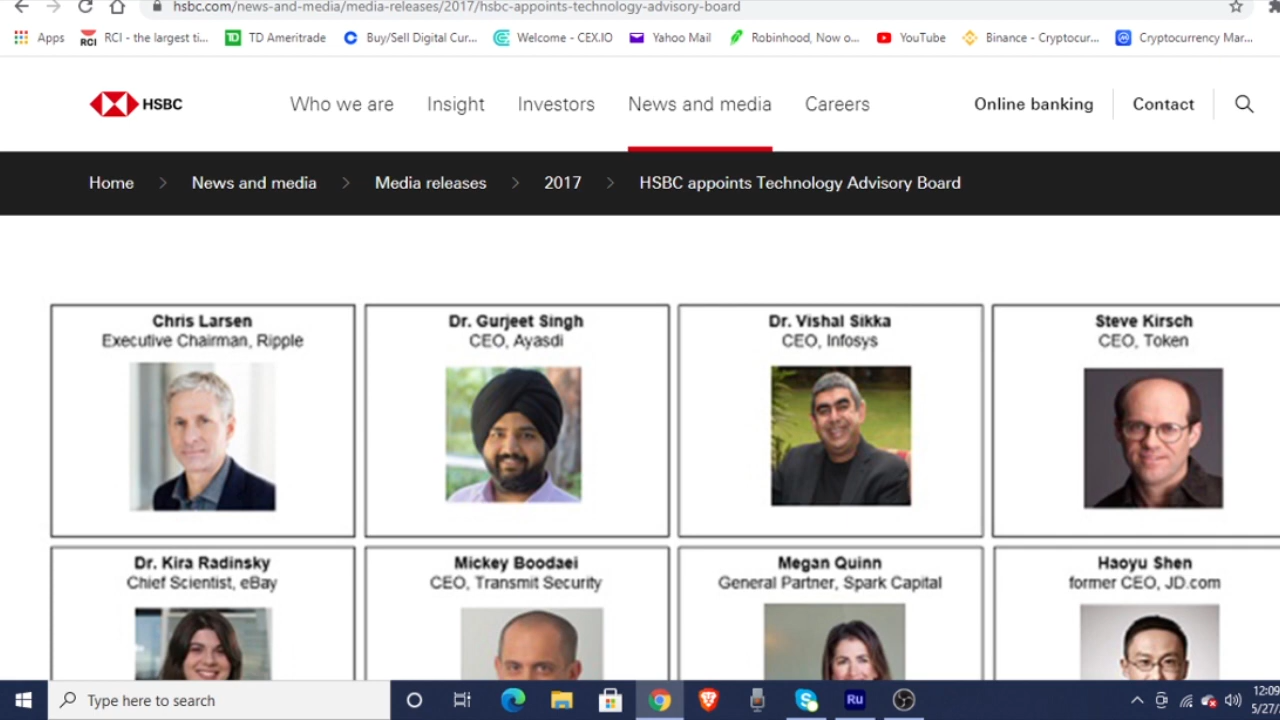 hsbc.com/news-and-media/media-releases/2017/hsbc-appoints-technology-advisory-board
Apps RCI RCI - the largest ti... TD Ameritrade Buy/Sell Digital Cur... Welcome - CEX.IO Yahoo Mail Robinhood, Now o... YouTube Binance - Cryptocur... Cryptocurrency Mar...
HSBC Who we are Insight Investors News and media Careers Online banking Contact
Home > News and media > Media releases > 2017 > HSBC appoints Technology Advisory Board
Chris Larsen
Executive Chairman, Ripple
Dr. Gurjeet Singh
CEO, Ayasdi
Dr. Vishal Sikka
CEO, Infosys
Steve Kirsch
CEO, Token
Dr. Kira Radinsky
Chief Scientist, eBay
Mickey Boodaei
CEO, Transmit Security
Megan Quinn
General Partner, Spark Capital
Haoyu Shen
former CEO, JD.com
Type here to search
Ru
12:09
5/27/